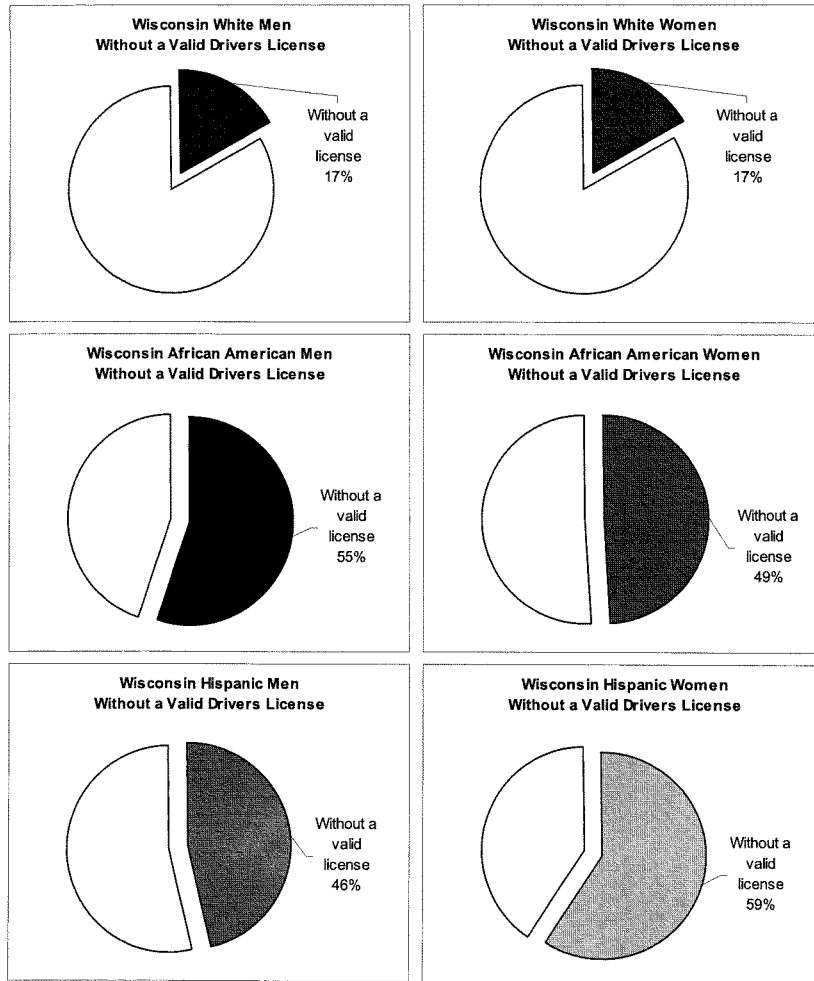 Wisconsin White Men
Without a Valid Drivers License
Without a
valid
license
17%
Wisconsin White Women
Without a Valid Drivers License
Without a
valid
license
17%
Wisconsin African American Men
Without a Valid Drivers License
Without a
valid
license
55%
Wisconsin African American Women
Without a Valid Drivers License
Without a
valid
license
49%
Wisconsin Hispanic Men
Without a Valid Drivers License
Without a
valid
license
46%
Wisconsin Hispanic Women
Without a Valid Drivers License
Without a
valid
license
59%